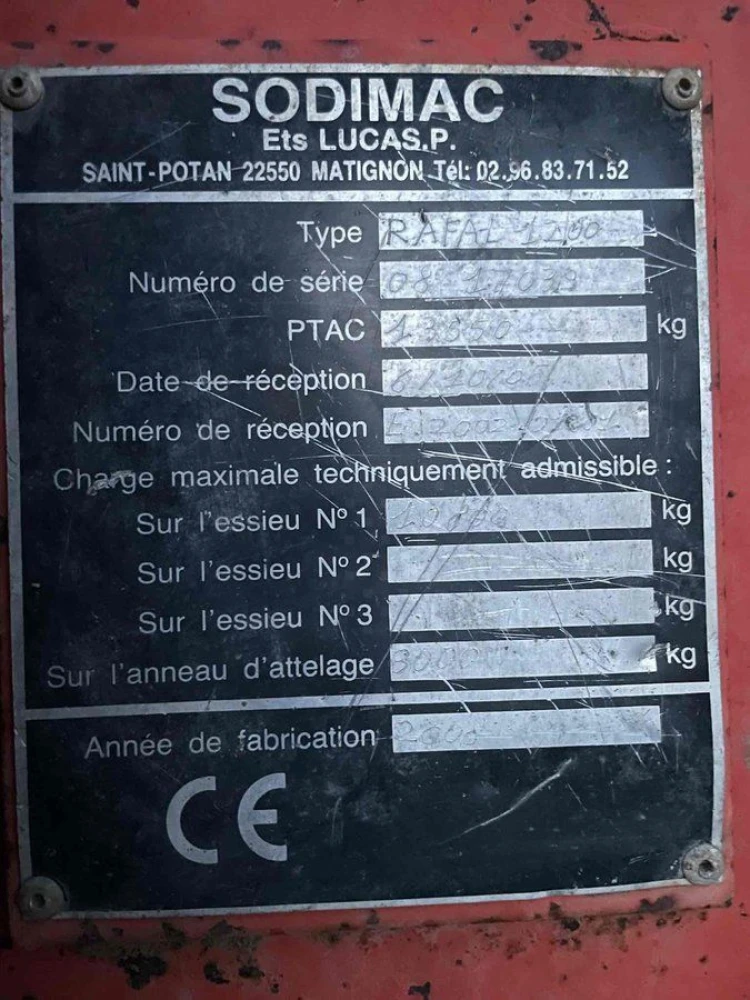 SODIMAC
Ets LUCAS.P.
SAINT-POTAN 22550 MATIGNON Tél: 02.96.83.71.52
Type RAFAL
Numéro de série
PTAC kg
Date de réception
Numéro de réception
Charge maximale techniquement admissible :
Sur l'essieu N° 1 kg
Sur l'essieu N° 2 kg
Sur l'essieu N° 3 kg
Sur l'anneau d'attelage kg
Année de fabrication 2000
CE